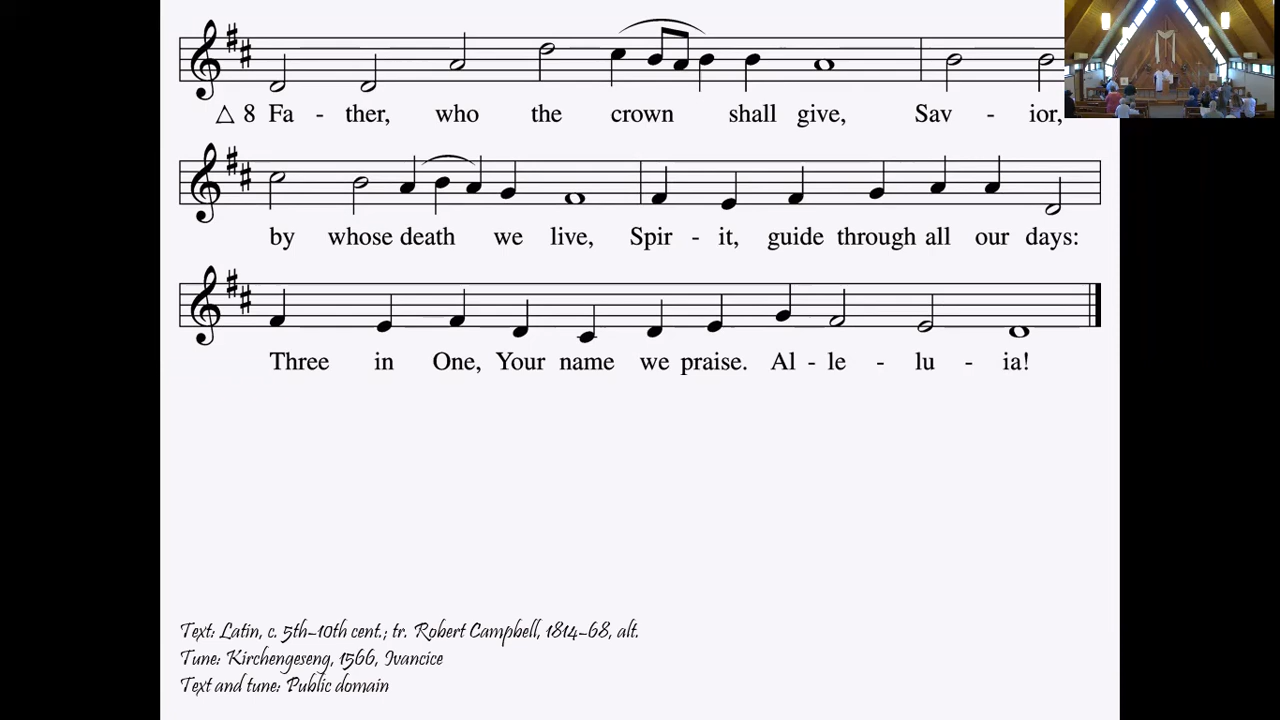 △ 8 Fa - ther, who the crown shall give, Sav - ior,
by whose death we live, Spir - it, guide through all our days:
Three in One, Your name we praise. Al - le - lu - ia!
Text: Latin, c. 5th–10th cent.; tr. Robert Campbell, 1814–68, alt.
Tune: Kirchengeseng, 1566, Ivancice
Text and tune: Public domain